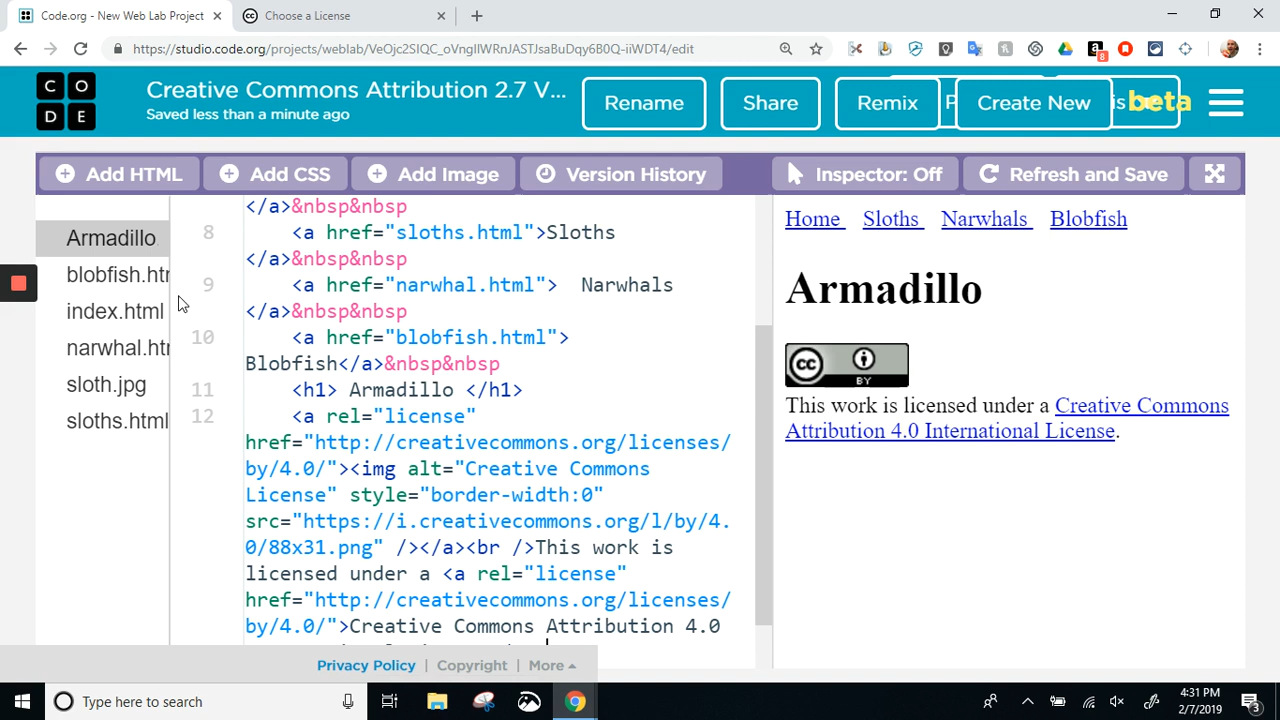 Code.org - New Web Lab Project
Choose a License
https://studio.code.org/projects/weblab/VeOjc2SIQC_oVngIlWRnJASTJsaBuDqy6B0Q-iiWDT4/edit
8
C O D E
Creative Commons Attribution 2.7 V...
Saved less than a minute ago
Rename
Share
Remix
Create New
beta
Add HTML
Add CSS
Add Image
Version History
Inspector: Off
Refresh and Save
Armadillo
blobfish.htm
index.html
narwhal.htm
sloth.jpg
sloths.html
</a>&nbsp&nbsp
8 <a href="sloths.html">Sloths
</a>&nbsp&nbsp
9 <a href="narwhal.html"> Narwhals
</a>&nbsp&nbsp
10 <a href="blobfish.html">
Blobfish</a>&nbsp&nbsp
11 <h1> Armadillo </h1>
12 <a rel="license"
href="http://creativecommons.org/licenses/
by/4.0/"><img alt="Creative Commons
License" style="border-width:0"
src="https://i.creativecommons.org/l/by/4.
0/88x31.png" /></a><br />This work is
licensed under a <a rel="license"
href="http://creativecommons.org/licenses/
by/4.0/">Creative Commons Attribution 4.0
Home Sloths Narwhals Blobfish
Armadillo
cc BY
This work is licensed under a Creative Commons
Attribution 4.0 International License.
Privacy Policy | Copyright | More
Type here to search
4:31 PM
2/7/2019
3